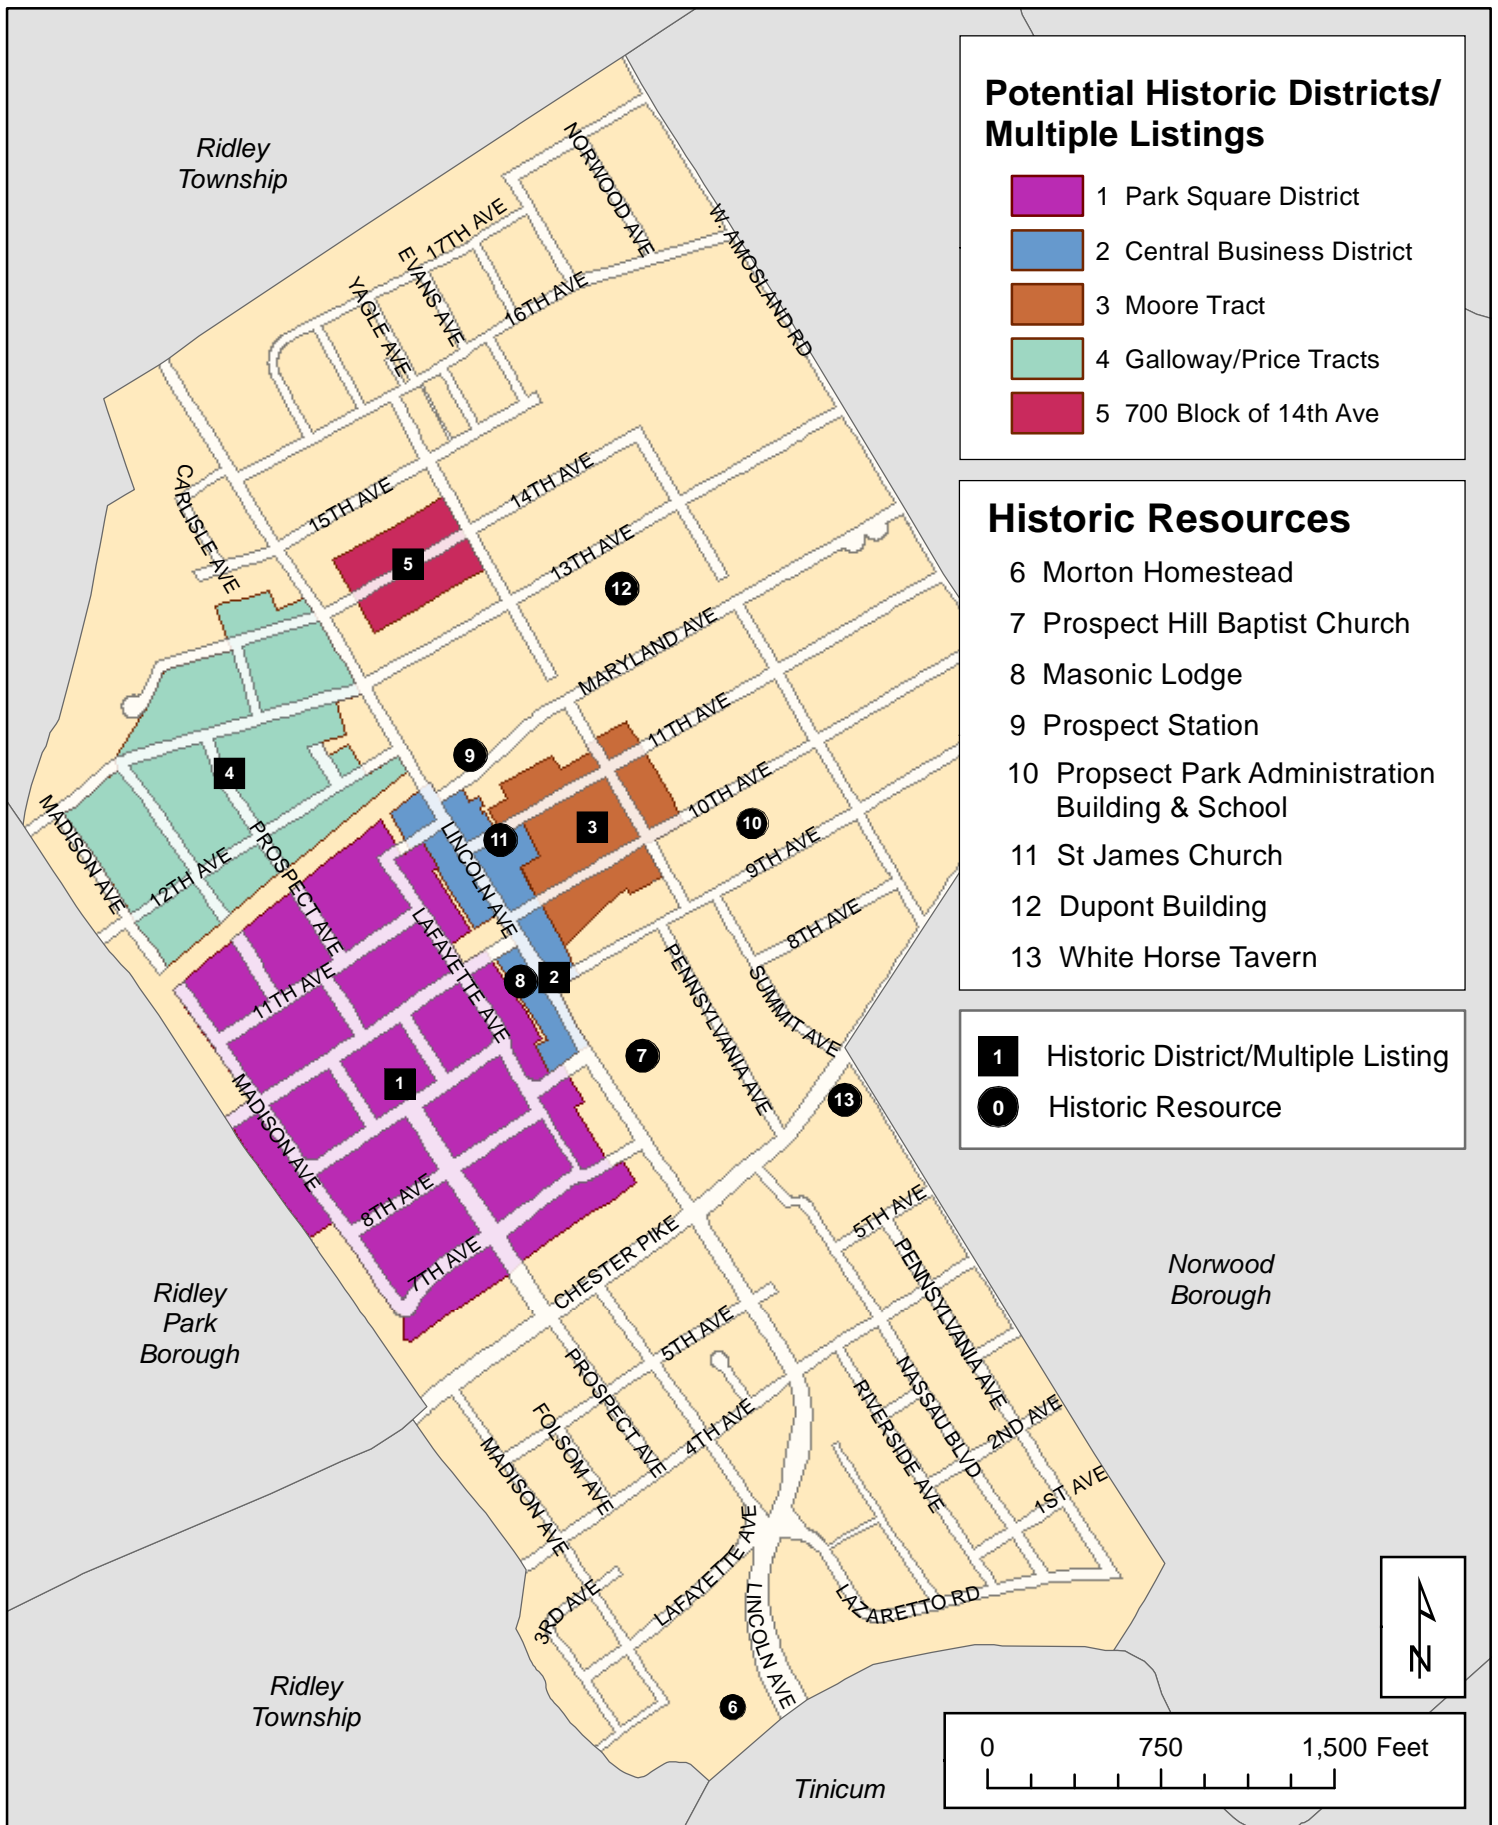 Potential Historic Districts/
Multiple Listings
1 Park Square District
2 Central Business District
3 Moore Tract
4 Galloway/Price Tracts
5 700 Block of 14th Ave
Historic Resources
6 Morton Homestead
7 Prospect Hill Baptist Church
8 Masonic Lodge
9 Prospect Station
10 Propsect Park Administration
Building & School
11 St James Church
12 Dupont Building
13 White Horse Tavern
1 Historic District/Multiple Listing
0 Historic Resource
Ridley
Township
NORWOOD AVE
W. AMOSLAND RD
17TH AVE
EVANS AVE
YAGLE AVE
16TH AVE
CARLISLE AVE
15TH AVE
14TH AVE
13TH AVE
5
12
MARYLAND AVE
11TH AVE
9
4
3
10TH AVE
10
11
MADISON AVE
PROSPECT AVE
LINCOLN AVE
12TH AVE
9TH AVE
LAFAYETTE AVE
8TH AVE
11TH AVE
8
2
PENNSYLVANIA AVE
SUMMIT AVE
7
1
13
MADISON AVE
8TH AVE
7TH AVE
CHESTER PIKE
5TH AVE
PENNSYLVANIA AVE
Norwood
Borough
Ridley
Park
Borough
5TH AVE
PROSPECT AVE
NASSAU BLVD
RIVERSIDE AVE
FOLSOM AVE
4TH AVE
2ND AVE
MADISON AVE
1ST AVE
LAFAYETTE AVE
3RD AVE
LINCOLN AVE
LAZARETTO RD
6
Ridley
Township
Tinicum
N
0 750 1,500 Feet